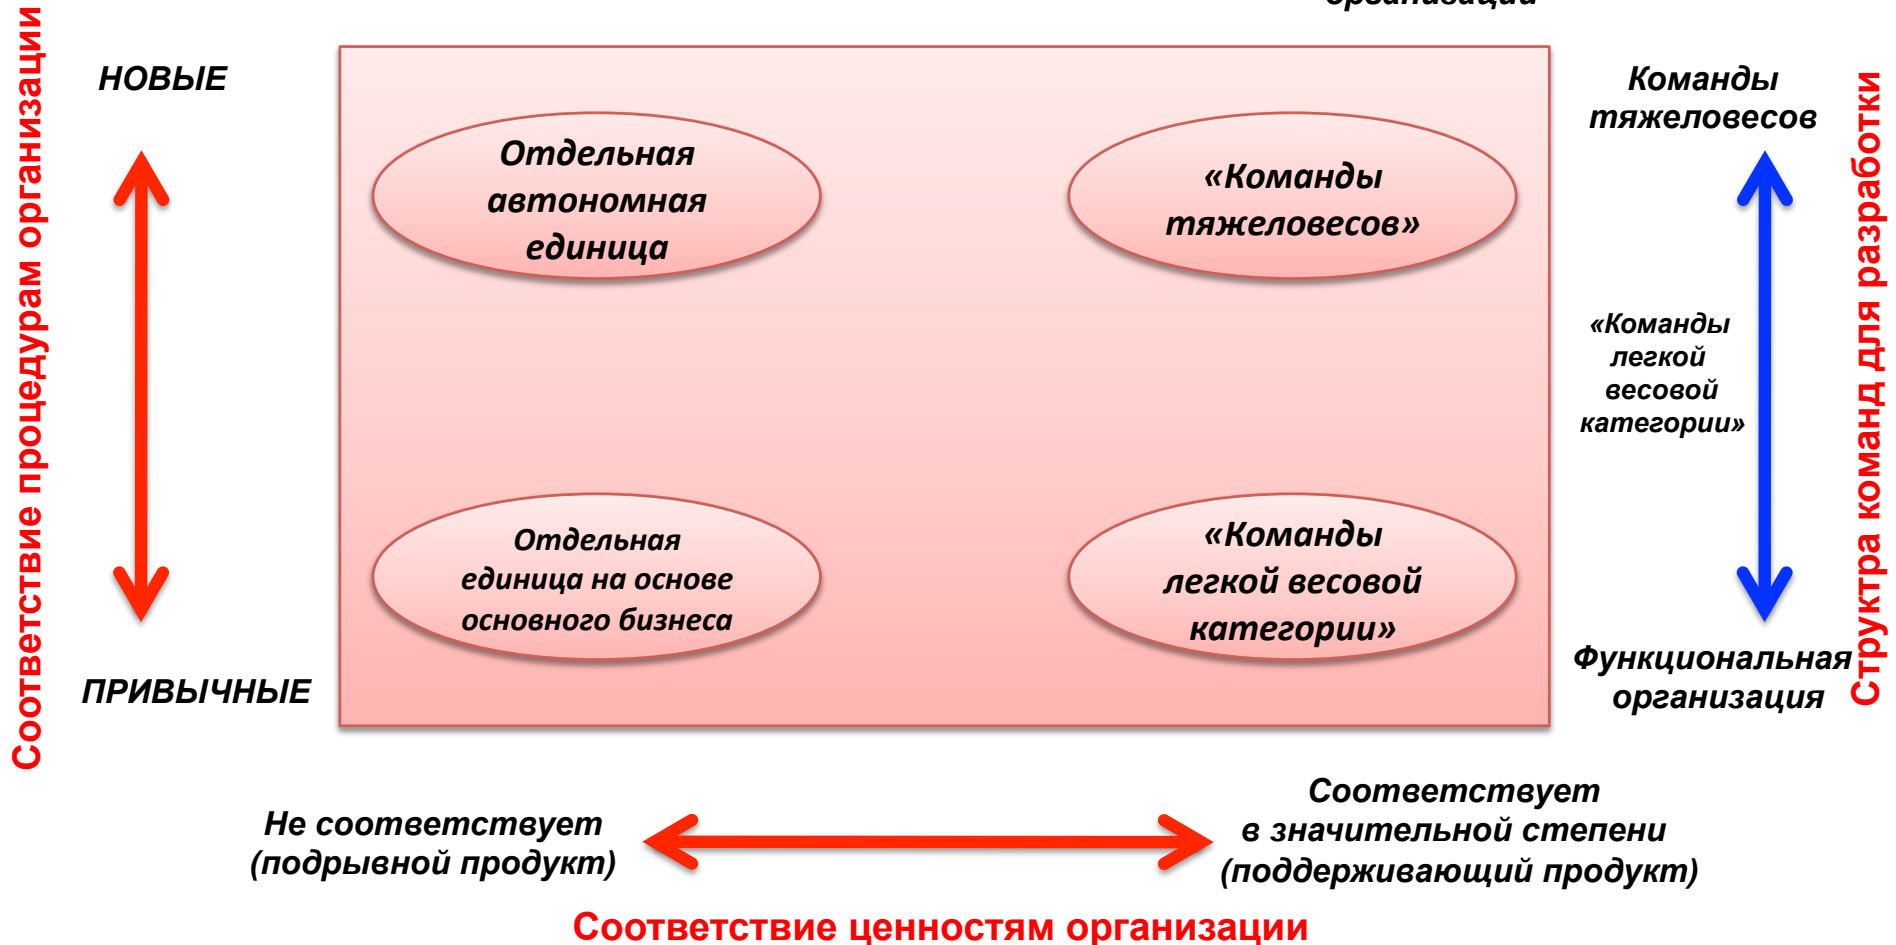 организации
Соответствие процедурам организации
НОВЫЕ
ПРИВЫЧНЫЕ
Отдельная
автономная
единица
«Команды
тяжеловесов»
Отдельная
единица на основе
основного бизнеса
«Команды
легкой весовой
категории»
Команды
тяжеловесов
«Команды
легкой
весовой
категории»
Функциональная
организация
Структра команд для разработки
Не соответствует
(подрывной продукт)
Соответствует
в значительной степени
(поддерживающий продукт)
Соответствие ценностям организации